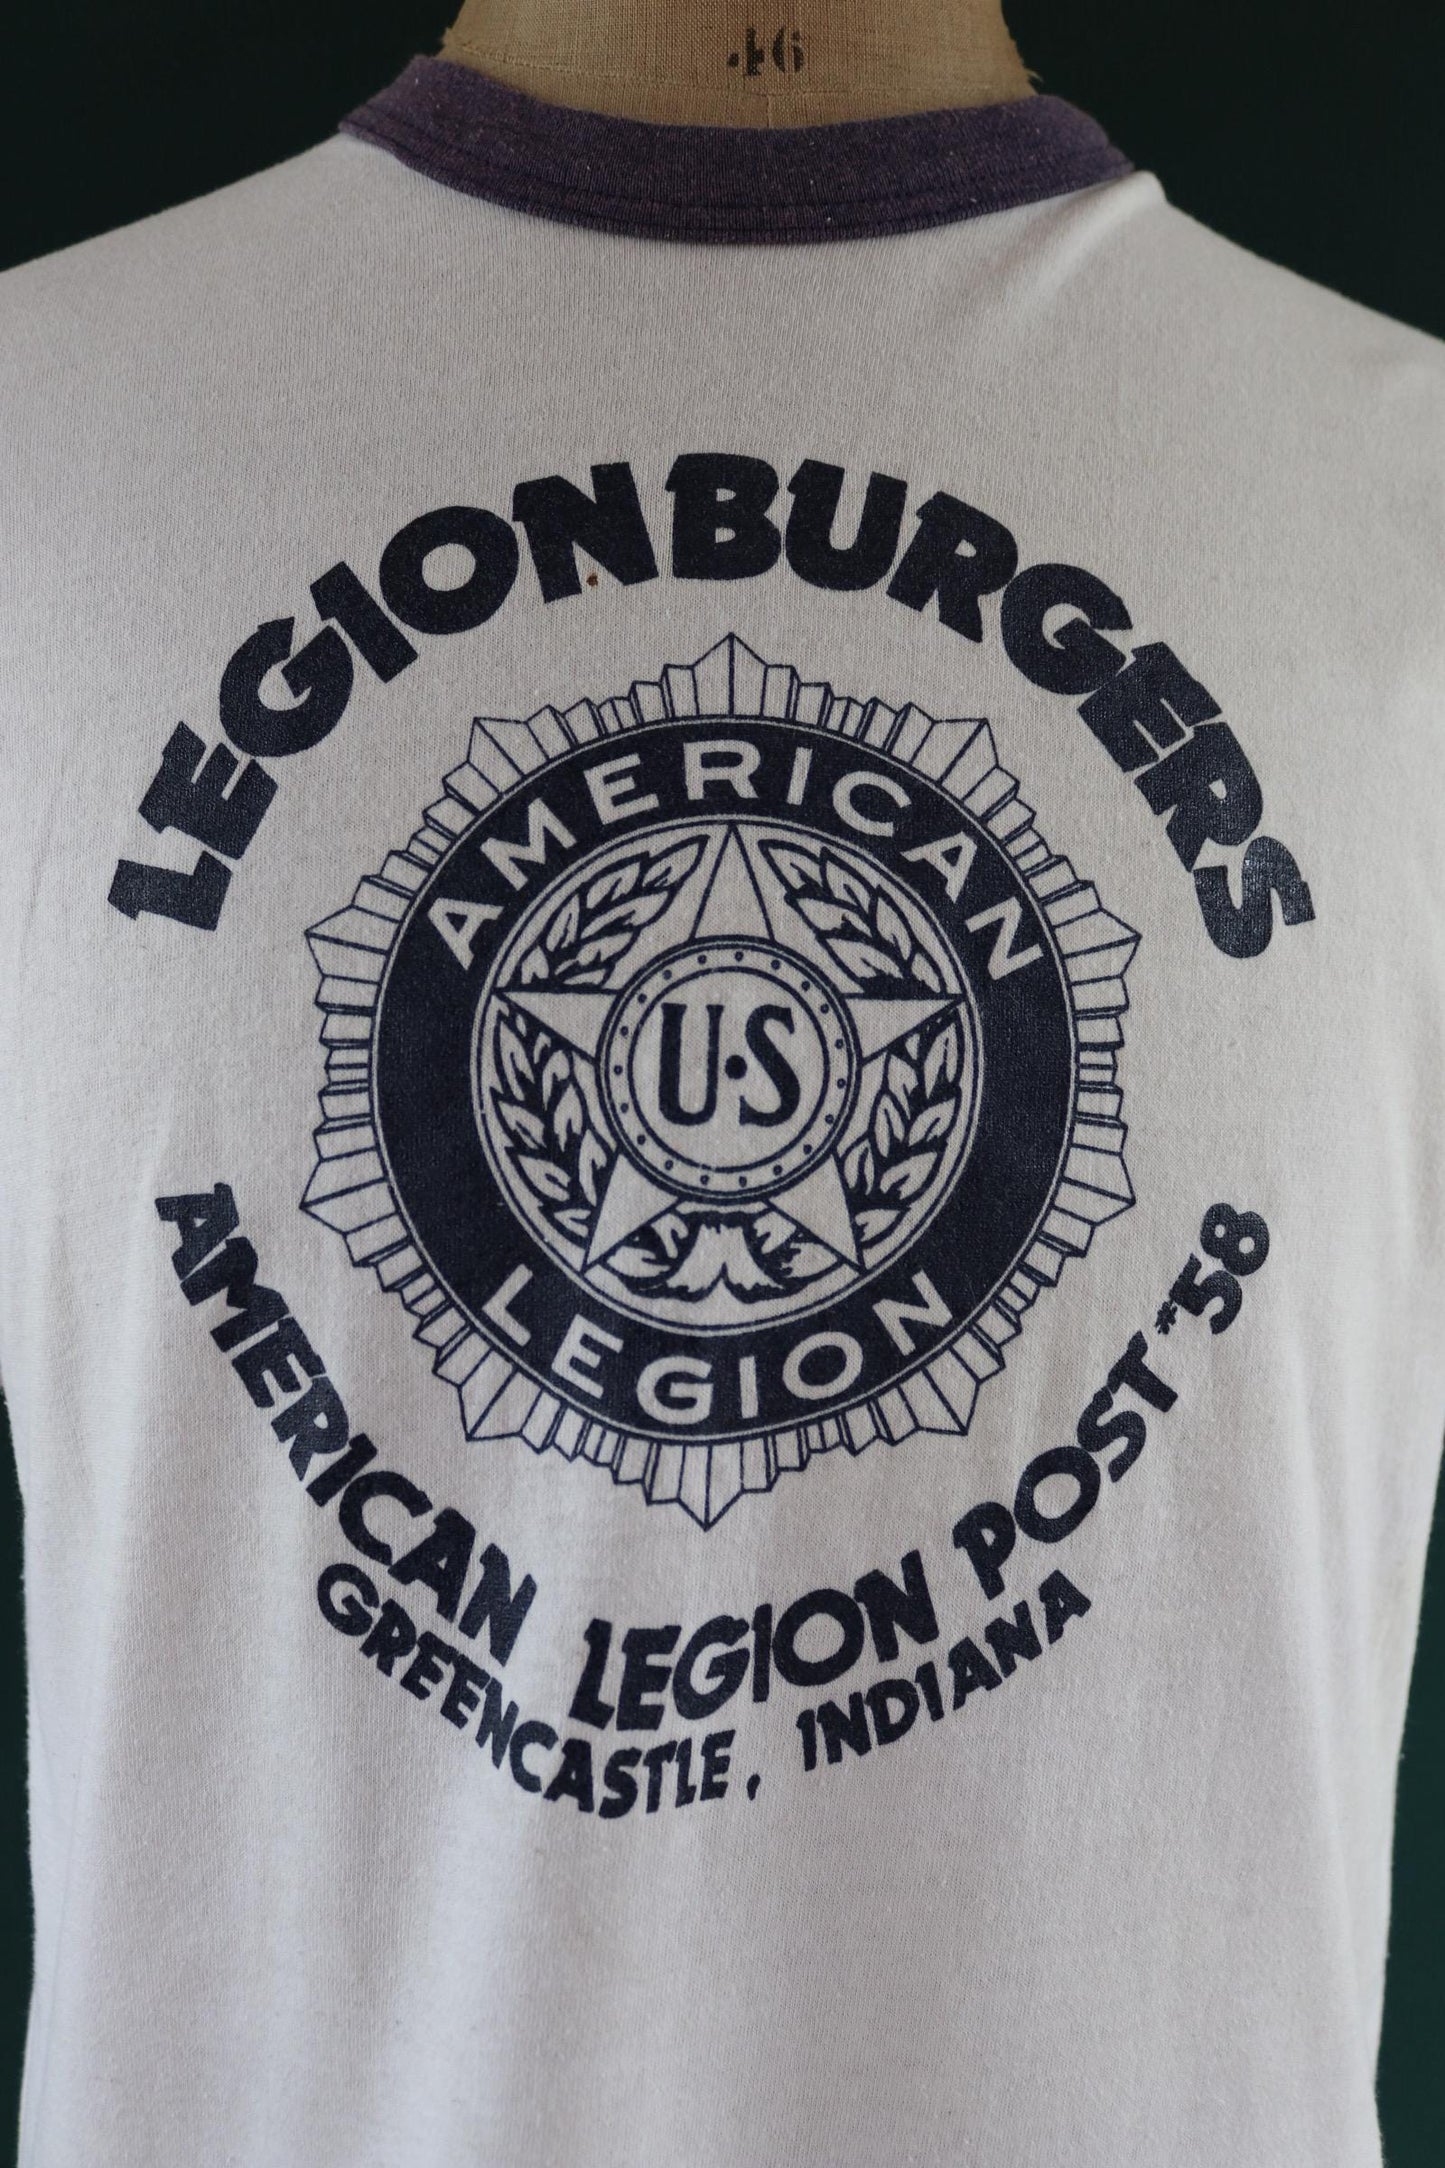 46
LEGIONBURGERS
AMERICAN
U.S
LEGION
AMERICAN LEGION POST #58
GREENCASTLE, INDIANA